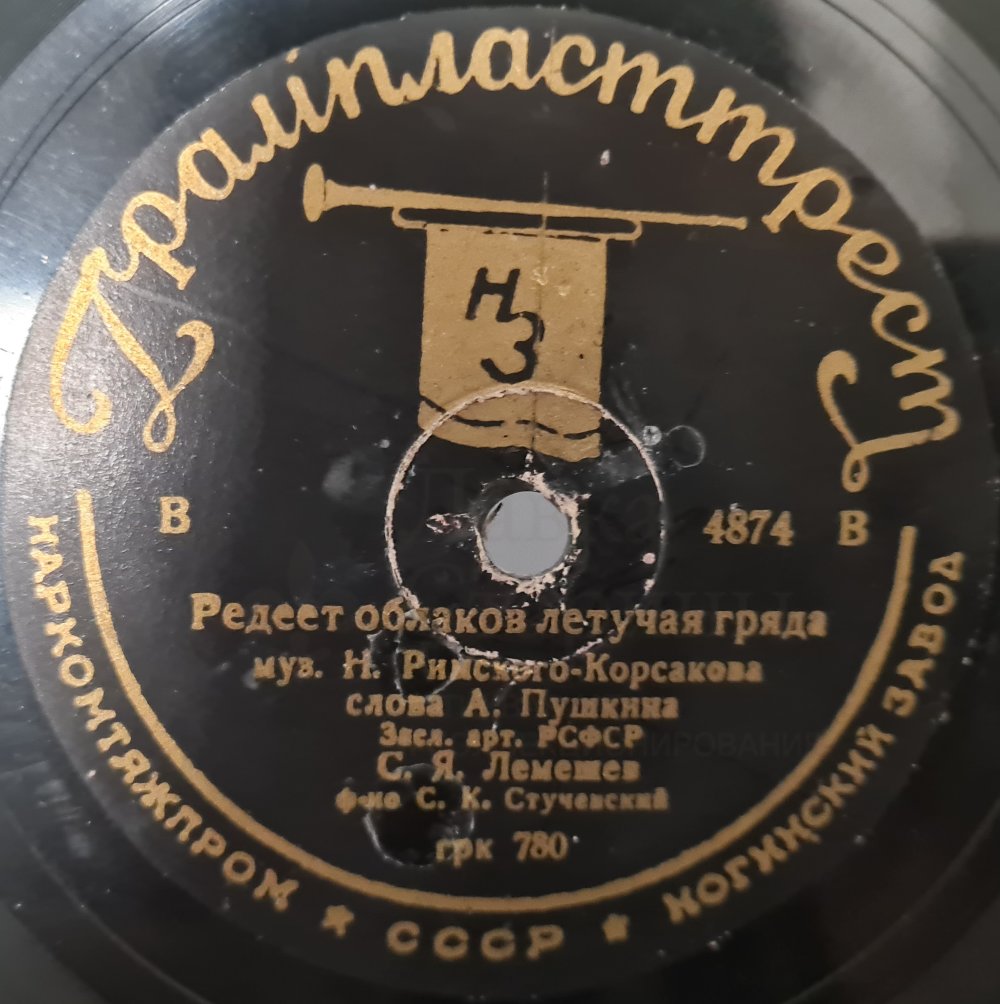 Грампласттрест
НЗ
В 4874 В
Редеет облаков летучая гряда
муз. Н. Римского-Корсакова
слова А. Пушкина
Засл. арт. РСФСР
С. Я. Лемешев
ф-но С. К. Стучевский
грк 780
НАРКОМТЯЖПРОМ ★ СССР ★ НОГИНСКИЙ ЗАВОД